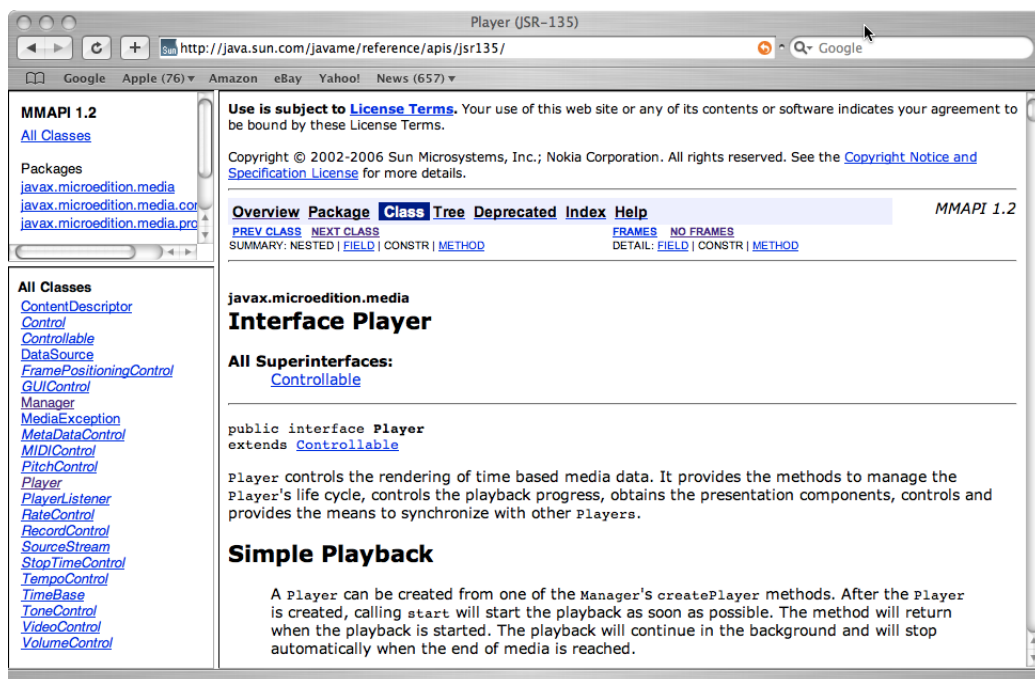 Player (JSR-135)
Sun http://java.sun.com/javame/reference/apis/jsr135/
Google
Google Apple (76) Amazon eBay Yahoo! News (657)
MMAPI 1.2
All Classes
Packages
javax.microedition.media
javax.microedition.media.con
javax.microedition.media.pro
All Classes
ContentDescriptor
Control
Controllable
DataSource
FramePositioningControl
GUIControl
Manager
MediaException
MetaDataControl
MIDIControl
PitchControl
Player
PlayerListener
RateControl
RecordControl
SourceStream
StopTimeControl
TempoControl
TimeBase
ToneControl
VideoControl
VolumeControl
Use is subject to License Terms. Your use of this web site or any of its contents or software indicates your agreement to
be bound by these License Terms.
Copyright © 2002-2006 Sun Microsystems, Inc.; Nokia Corporation. All rights reserved. See the Copyright Notice and
Specification License for more details.
Overview Package Class Tree Deprecated Index Help
MMAPI 1.2
PREV CLASS NEXT CLASS FRAMES NO FRAMES
SUMMARY: NESTED | FIELD | CONSTR | METHOD DETAIL: FIELD | CONSTR | METHOD
javax.microedition.media
Interface Player
All Superinterfaces:
Controllable
public interface Player
extends Controllable
Player controls the rendering of time based media data. It provides the methods to manage the
Player's life cycle, controls the playback progress, obtains the presentation components, controls and
provides the means to synchronize with other Players.
Simple Playback
A Player can be created from one of the Manager's createPlayer methods. After the Player
is created, calling start will start the playback as soon as possible. The method will return
when the playback is started. The playback will continue in the background and will stop
automatically when the end of media is reached.